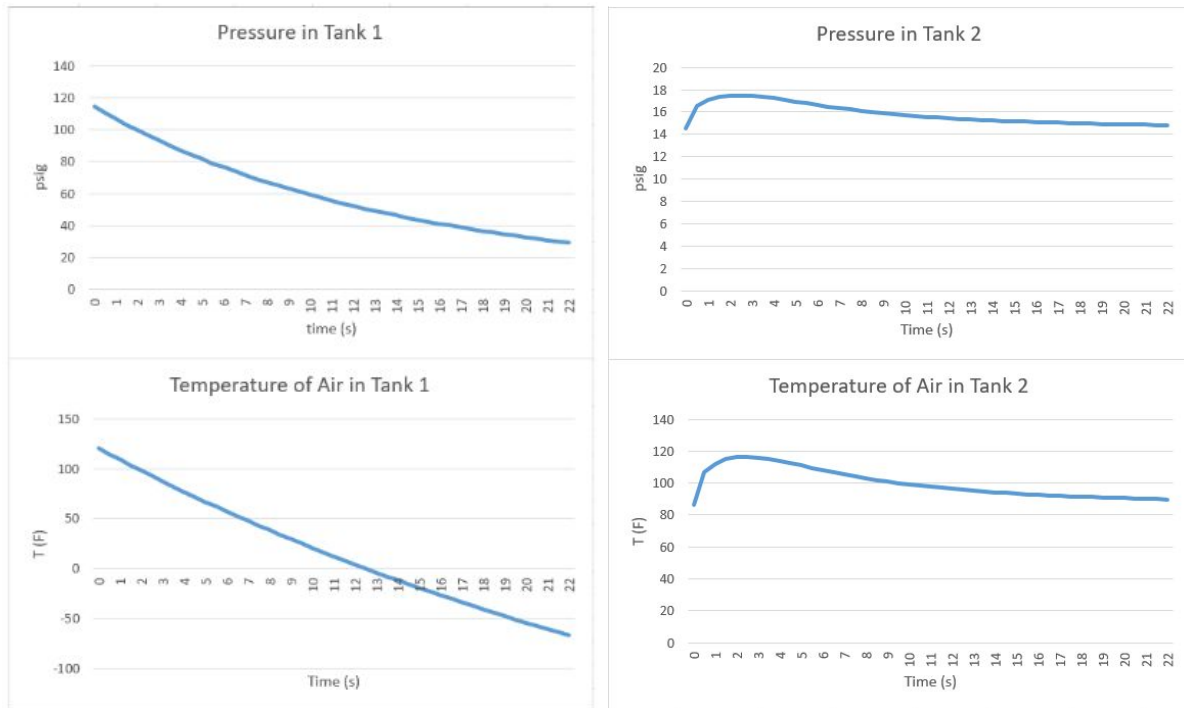 Pressure in Tank 1
140
120
100
80
60
40
20
0
psig
0 1 2 3 4 5 6 7 8 9 10 11 12 13 14 15 16 17 18 19 20 21 22
time (s)
Pressure in Tank 2
20
18
16
14
12
10
8
6
4
2
0
psig
0 1 2 3 4 5 6 7 8 9 10 11 12 13 14 15 16 17 18 19 20 21 22
Time (s)
Temperature of Air in Tank 1
150
100
50
0
-50
-100
T (F)
0 1 2 3 4 5 6 7 8 9 10 11 12 13 14 15 16 17 18 19 20 21 22
Time (s)
Temperature of Air in Tank 2
140
120
100
80
60
40
20
0
T (F)
0 1 2 3 4 5 6 7 8 9 10 11 12 13 14 15 16 17 18 19 20 21 22
Time (s)